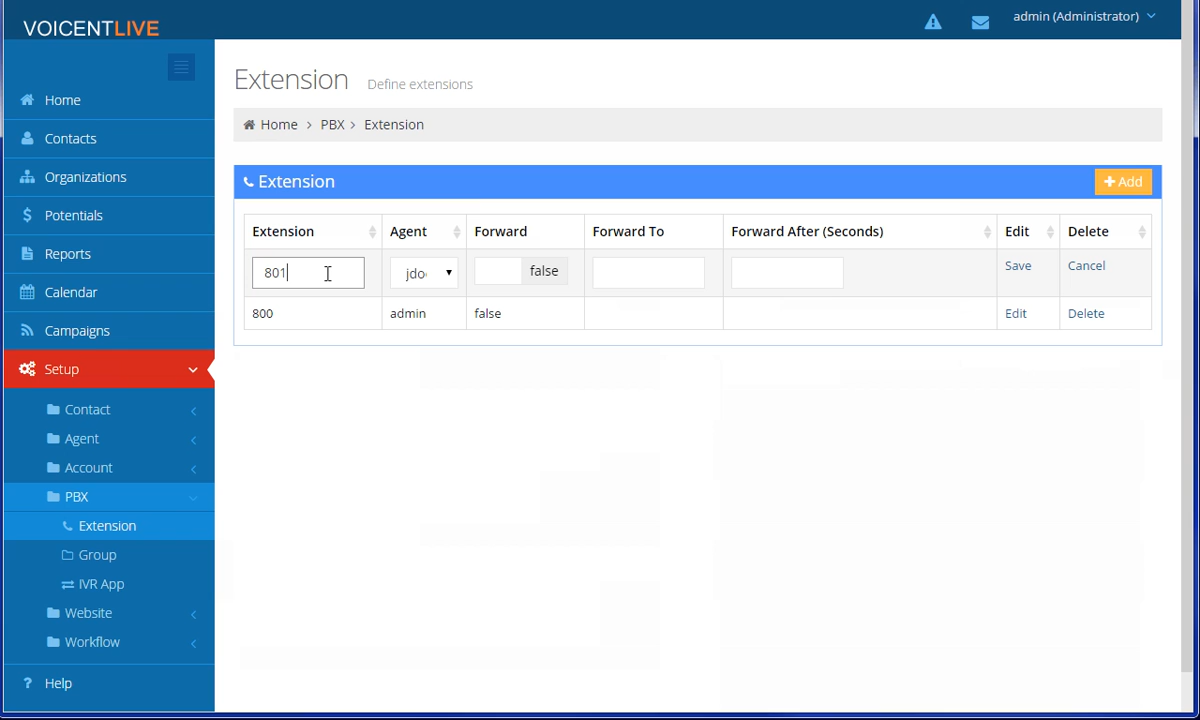 VOICENTLIVE
admin (Administrator)
Home
Contacts
Organizations
Potentials
Reports
Calendar
Campaigns
Setup
Contact
Agent
Account
PBX
Extension
Group
IVR App
Website
Workflow
Help
Extension Define extensions
Home > PBX > Extension
Extension
+ Add
Extension Agent Forward Forward To Forward After (Seconds) Edit Delete
801 jdo false Save Cancel
800 admin false Edit Delete